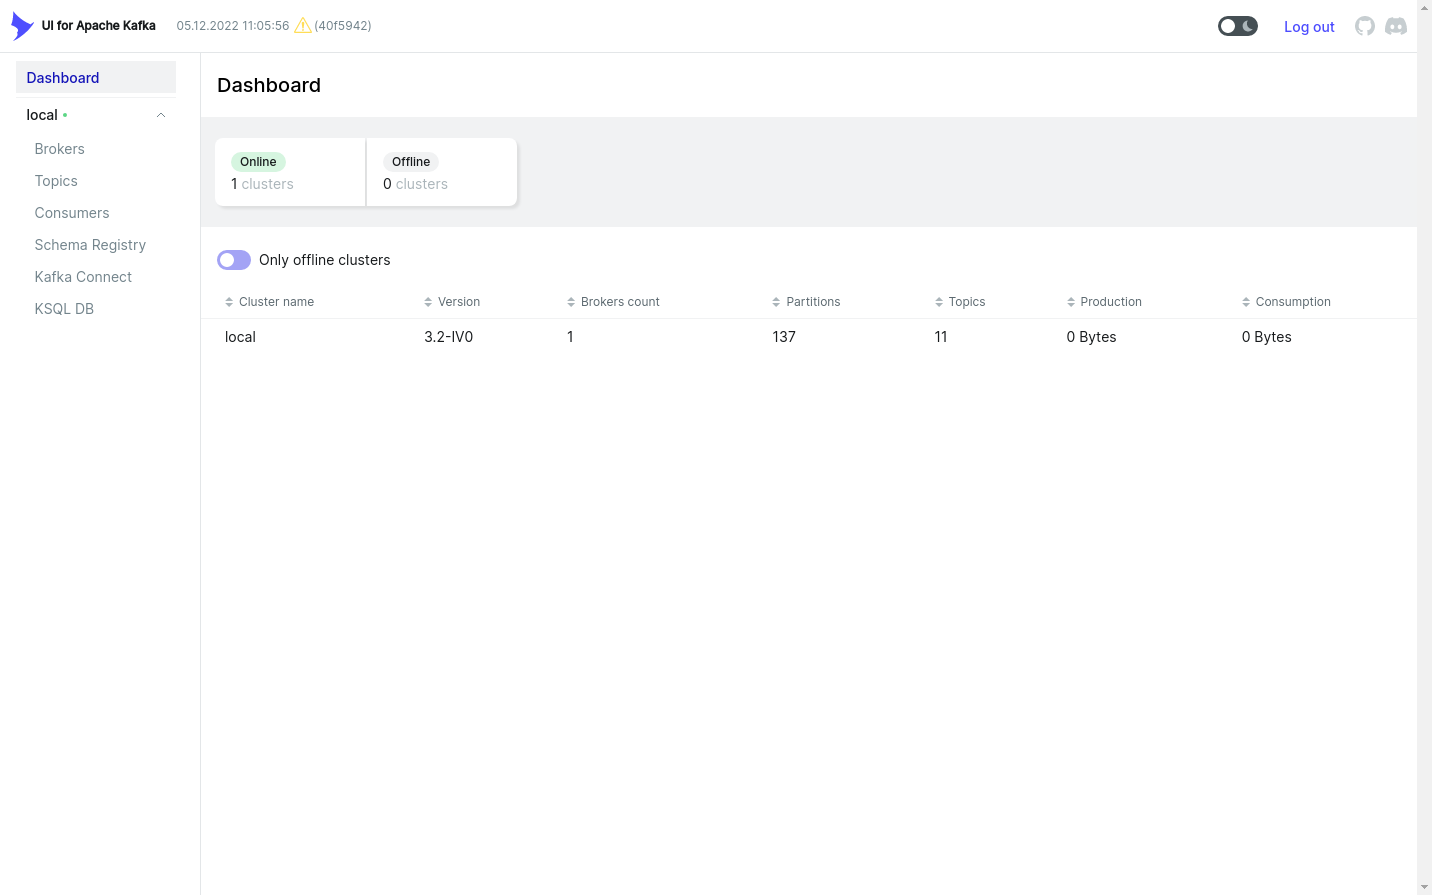 UI for Apache Kafka 05.12.2022 11:05:56 (40f5942) Log out
Dashboard
local
Brokers
Topics
Consumers
Schema Registry
Kafka Connect
KSQL DB
Dashboard
Online Offline
1 clusters 0 clusters
Only offline clusters
Cluster name Version Brokers count Partitions Topics Production Consumption
local 3.2-IV0 1 137 11 0 Bytes 0 Bytes